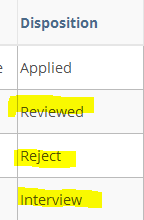 Disposition
e Applied
Reviewed
Reject
Interview